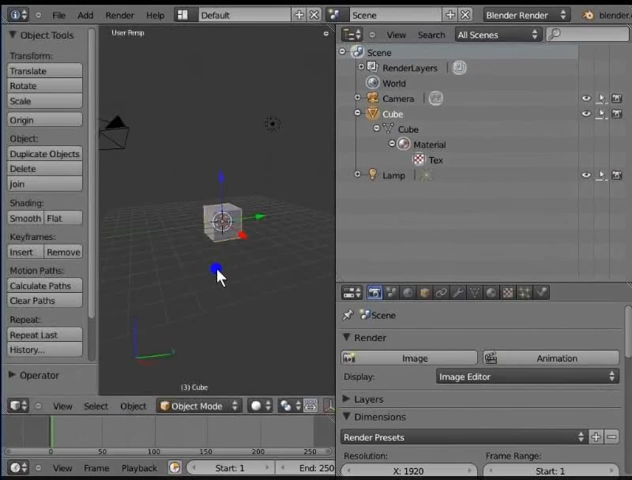 File Add Render Help Default Scene Blender Render blender.
Object Tools
User Persp
View Search All Scenes
Transform:
Translate
Rotate
Scale
Origin
Object:
Duplicate Objects
Delete
Join
Shading:
Smooth Flat
Keyframes:
Insert Remove
Motion Paths:
Calculate Paths
Clear Paths
Repeat:
Repeat Last
History...
Operator
(3) Cube
Scene
RenderLayers
World
Camera
Cube
Cube
Material
Tex
Lamp
Scene
Render
Image Animation
Display: Image Editor
Layers
Dimensions
Render Presets
Resolution: Frame Range:
X: 1920 Start: 1
View Select Object Object Mode
0 50 100 150 200 250
View Frame Playback Start: 1 End: 250